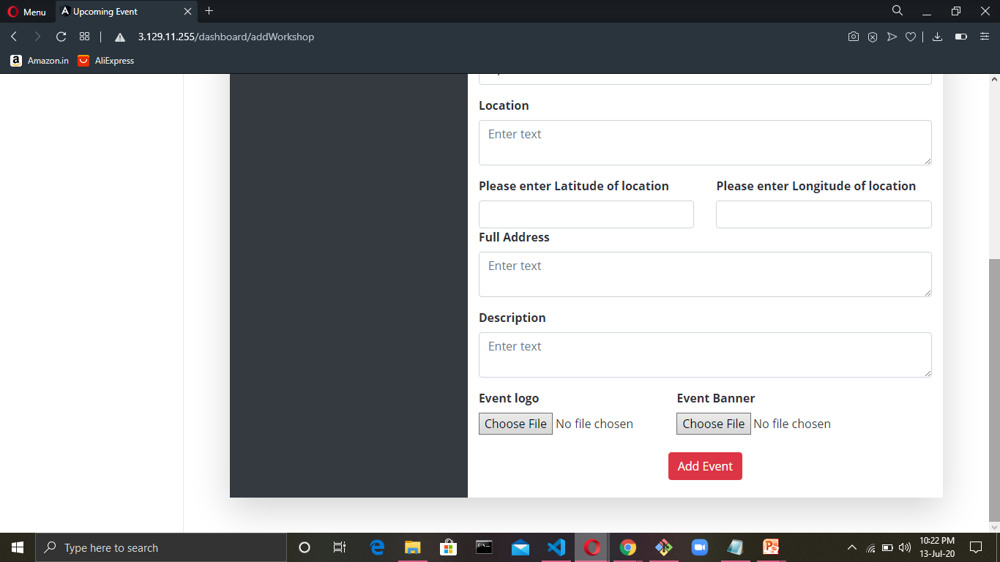 Menu
Upcoming Event
3.129.11.255/dashboard/addWorkshop
Amazon.in
AliExpress
Location
Enter text
Please enter Latitude of location
Please enter Longitude of location
Full Address
Enter text
Description
Enter text
Event logo
Event Banner
Choose File No file chosen
Choose File No file chosen
Add Event
Type here to search
10:22 PM
13-Jul-20